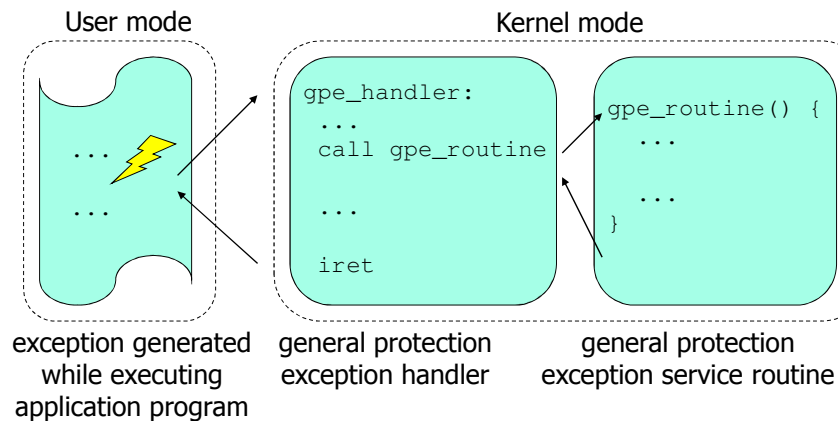 User mode
Kernel mode
...
...
gpe_handler:
...
call gpe_routine
...
iret
gpe_routine() {
...
...
}
exception generated
while executing
application program
general protection
exception handler
general protection
exception service routine